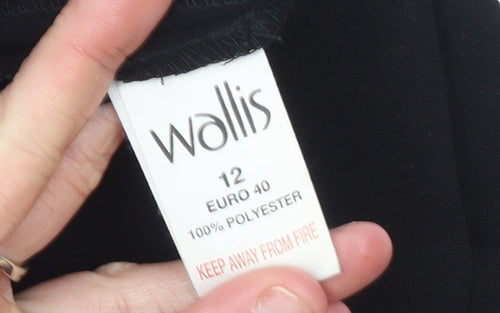 wallis
12
EURO 40
100% POLYESTER
KEEP AWAY FROM FIRE